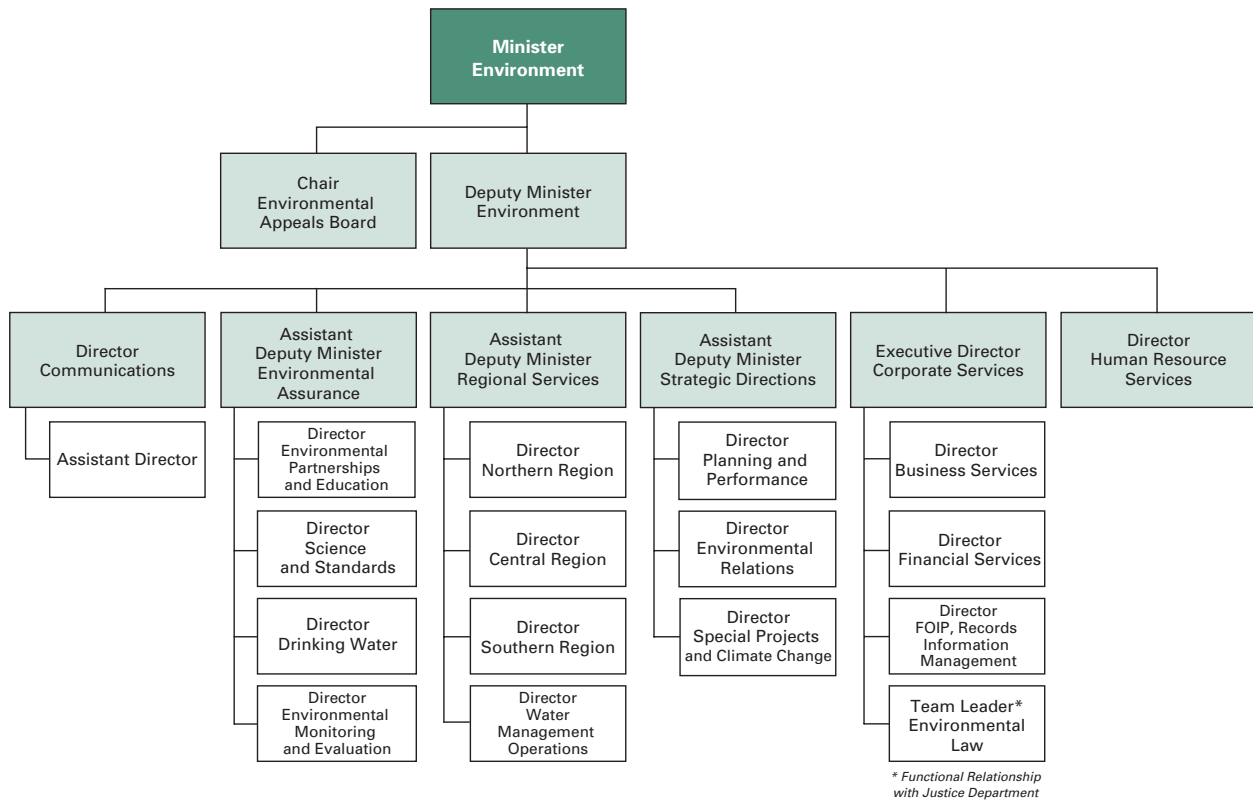 Minister
Environment
Chair
Environmental
Appeals Board
Deputy Minister
Environment
Director
Communications
Assistant
Deputy Minister
Environmental
Assurance
Assistant
Deputy Minister
Regional Services
Assistant
Deputy Minister
Strategic Directions
Executive Director
Corporate Services
Director
Human Resource
Services
Assistant Director
Director
Environmental
Partnerships
and Education
Director
Science
and Standards
Director
Drinking Water
Director
Environmental
Monitoring
and Evaluation
Director
Northern Region
Director
Central Region
Director
Southern Region
Director
Water
Management
Operations
Director
Planning and
Performance
Director
Environmental
Relations
Director
Special Projects
and Climate Change
Director
Business Services
Director
Financial Services
Director
FOIP, Records
Information
Management
Team Leader*
Environmental
Law
* Functional Relationship
with Justice Department